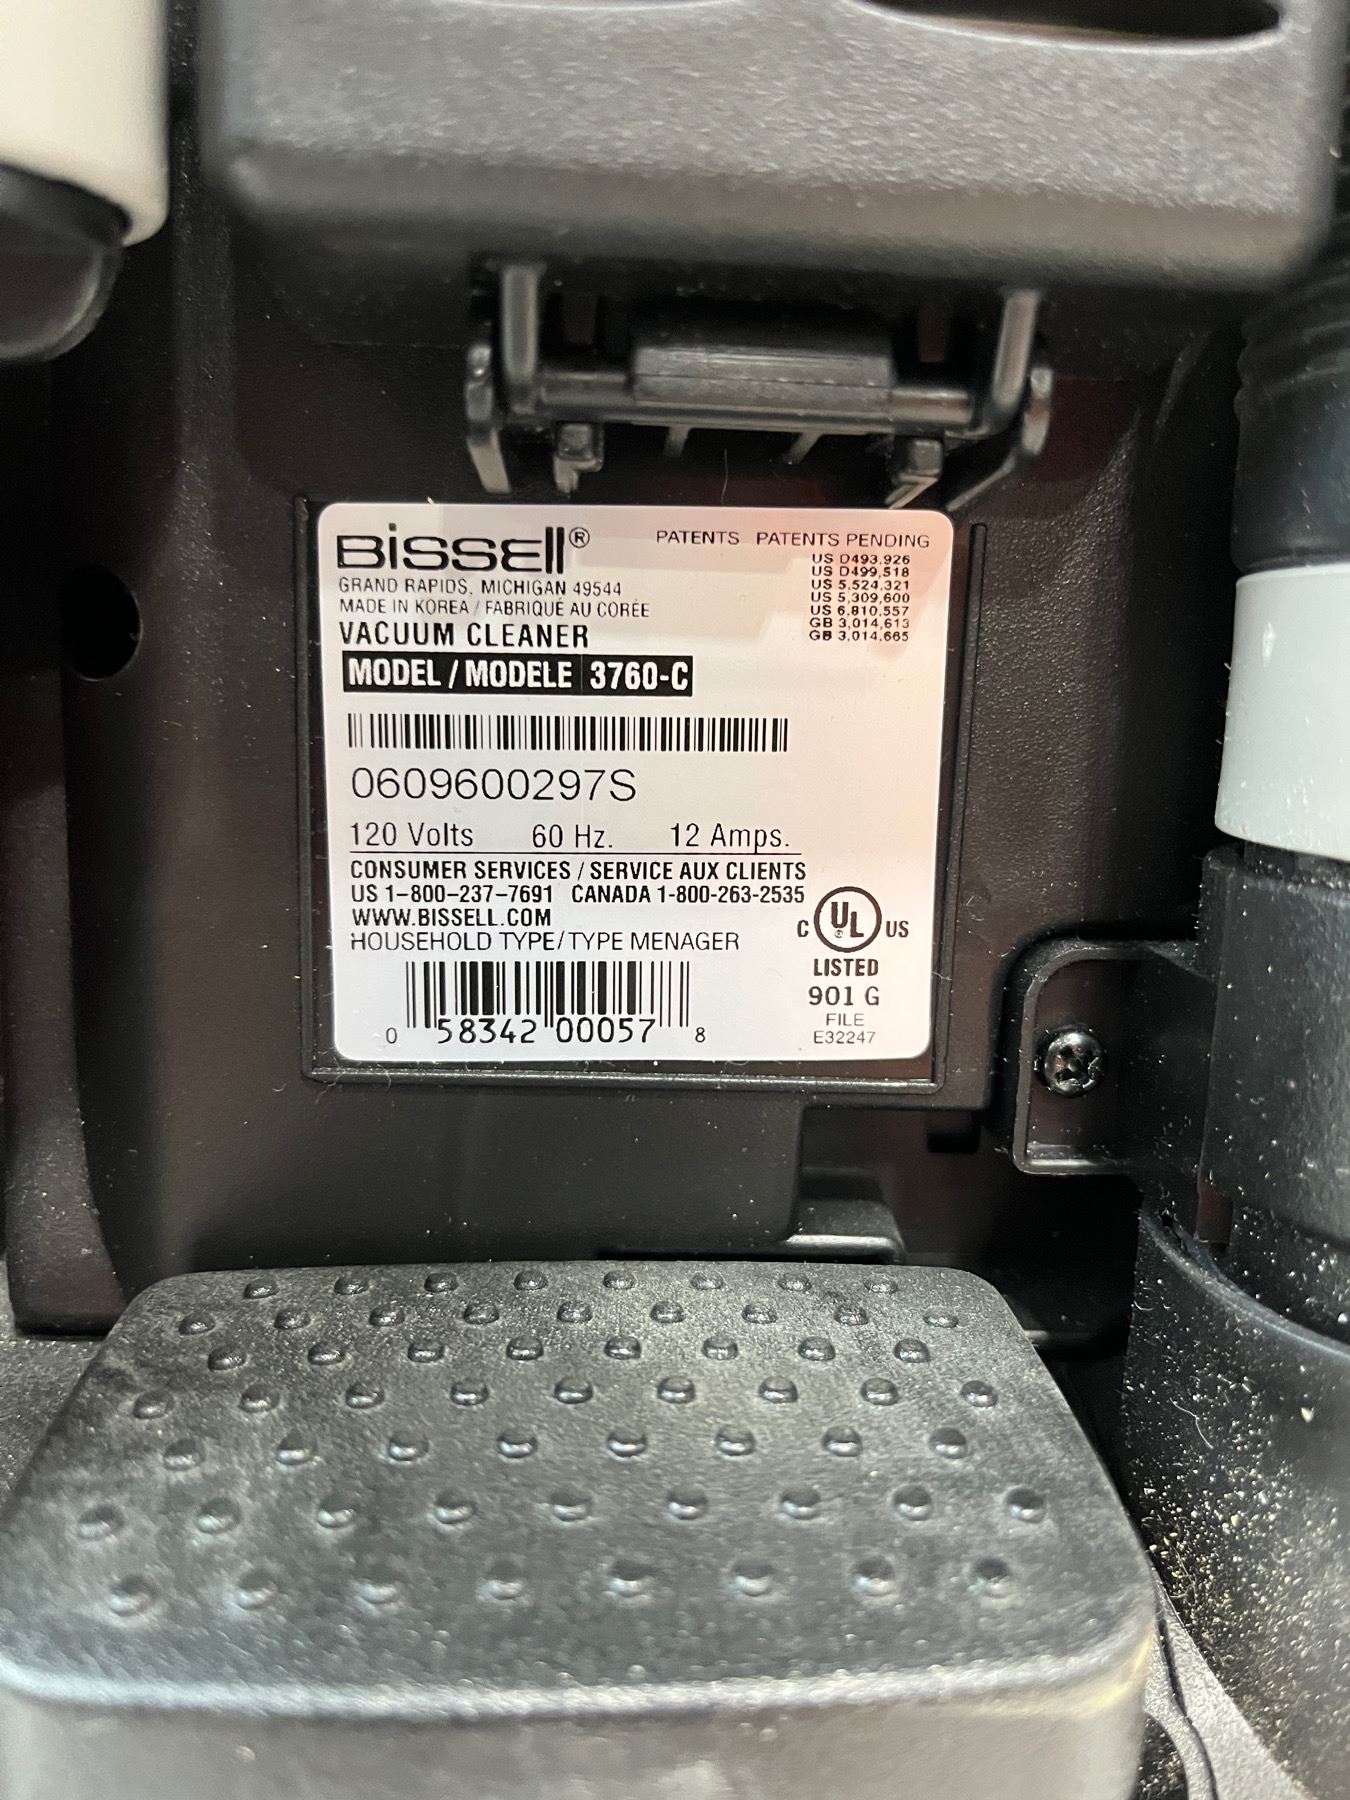 BISSELL®
GRAND RAPIDS, MICHIGAN 49544
MADE IN KOREA / FABRIQUÉ AU CORÉE
VACUUM CLEANER
MODEL / MODELE 3760-C
PATENTS PATENTS PENDING
US D493,926
US D499,518
US 5,524,321
US 5,309,600
US 6,810,557
GB 3,014,613
GB 3,014,665
0609600297S
120 Volts 60 Hz. 12 Amps.
CONSUMER SERVICES / SERVICE AUX CLIENTS
US 1-800-237-7691 CANADA 1-800-263-2535
WWW.BISSELL.COM
HOUSEHOLD TYPE/TYPE MENAGER
0 58342 00057 8
C UL® US
LISTED
901 G
FILE
E32247